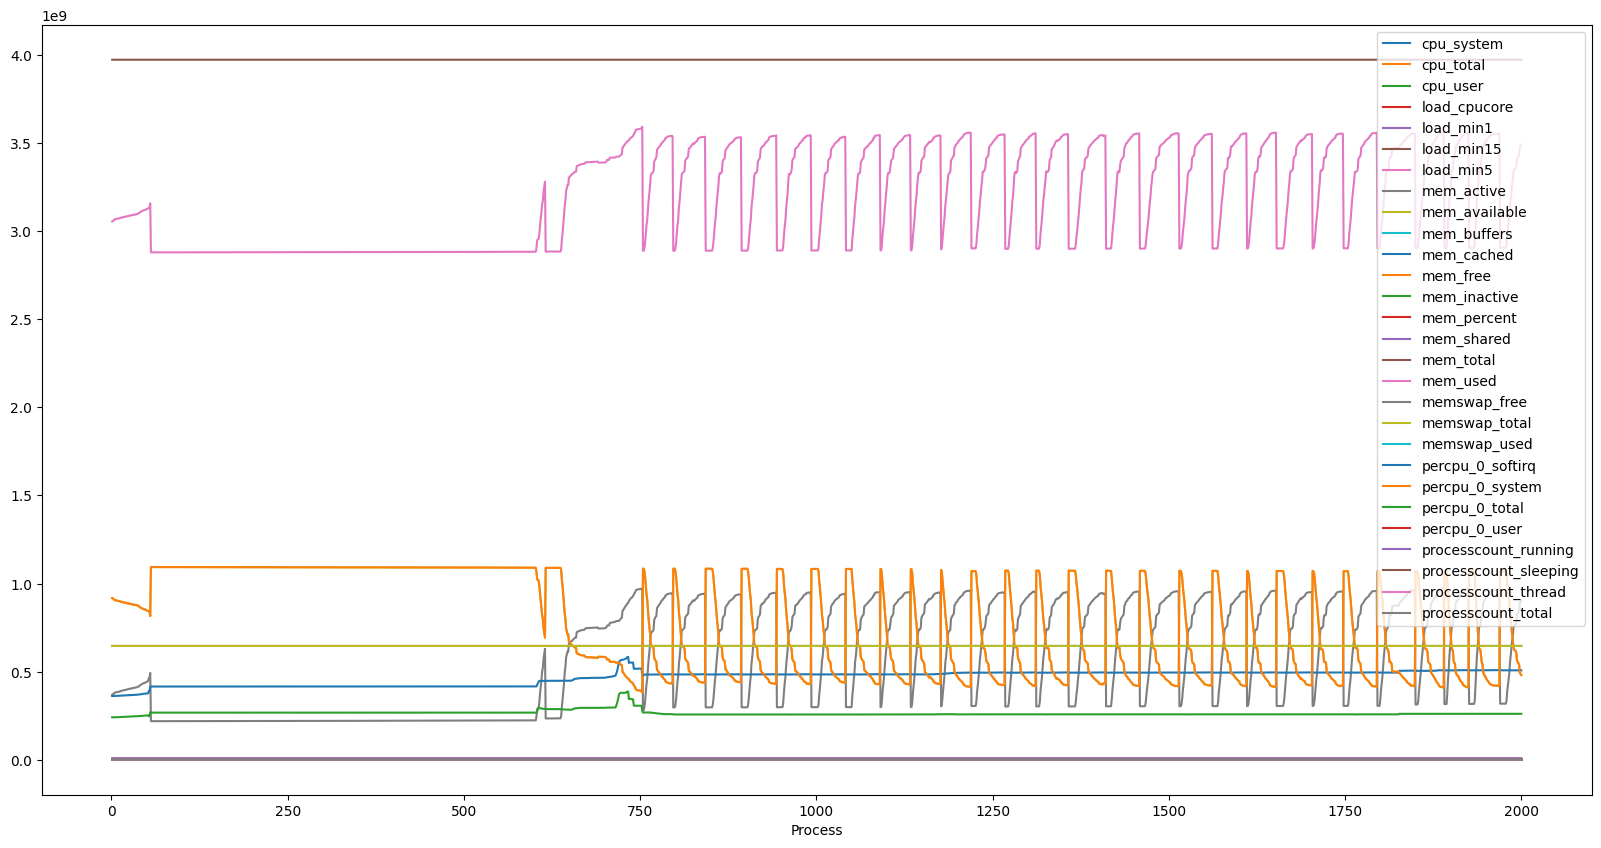 1e9
4.0
3.5
3.0
2.5
2.0
1.5
1.0
0.5
0.0
0
250
500
750
1000
1250
1500
1750
2000
Process
cpu_system
cpu_total
cpu_user
load_cpucore
load_min1
load_min15
load_min5
mem_active
mem_available
mem_buffers
mem_cached
mem_free
mem_inactive
mem_percent
mem_shared
mem_total
mem_used
memswap_free
memswap_total
memswap_used
percpu_0_softirq
percpu_0_system
percpu_0_total
percpu_0_user
processcount_running
processcount_sleeping
processcount_thread
processcount_total